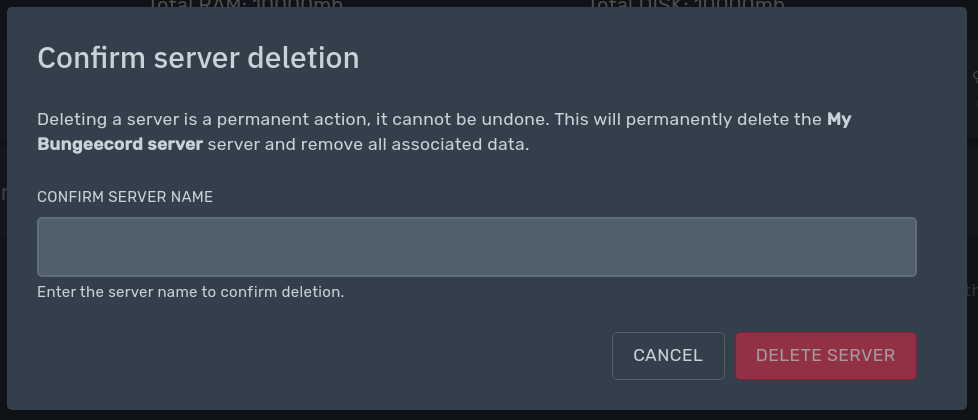 Total RAM: 10000mb Total DISK: 10000mb
Confirm server deletion
Deleting a server is a permanent action, it cannot be undone. This will permanently delete the My
Bungeecord server server and remove all associated data.
CONFIRM SERVER NAME
Enter the server name to confirm deletion.
CANCEL DELETE SERVER